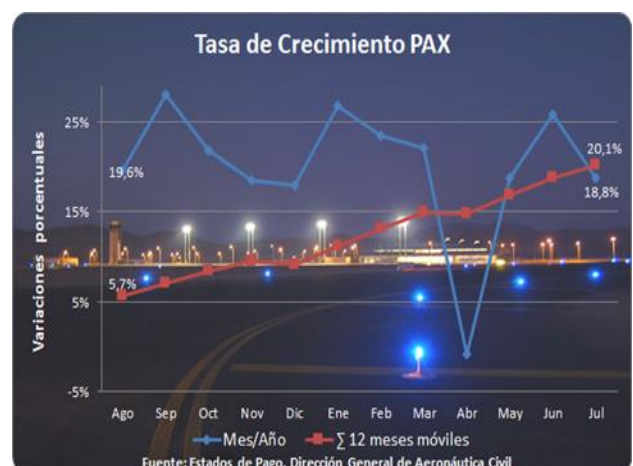 Tasa de Crecimiento PAX
Variaciones porcentuales
25%
15%
5%
-5%
19,6%
5,7%
20,1%
18,8%
Ago Sep Oct Nov Dic Ene Feb Mar Abr May Jun Jul
Mes/Año ∑ 12 meses móviles
Fuente: Estados de Pago, Dirección General de Aeronáutica Civil